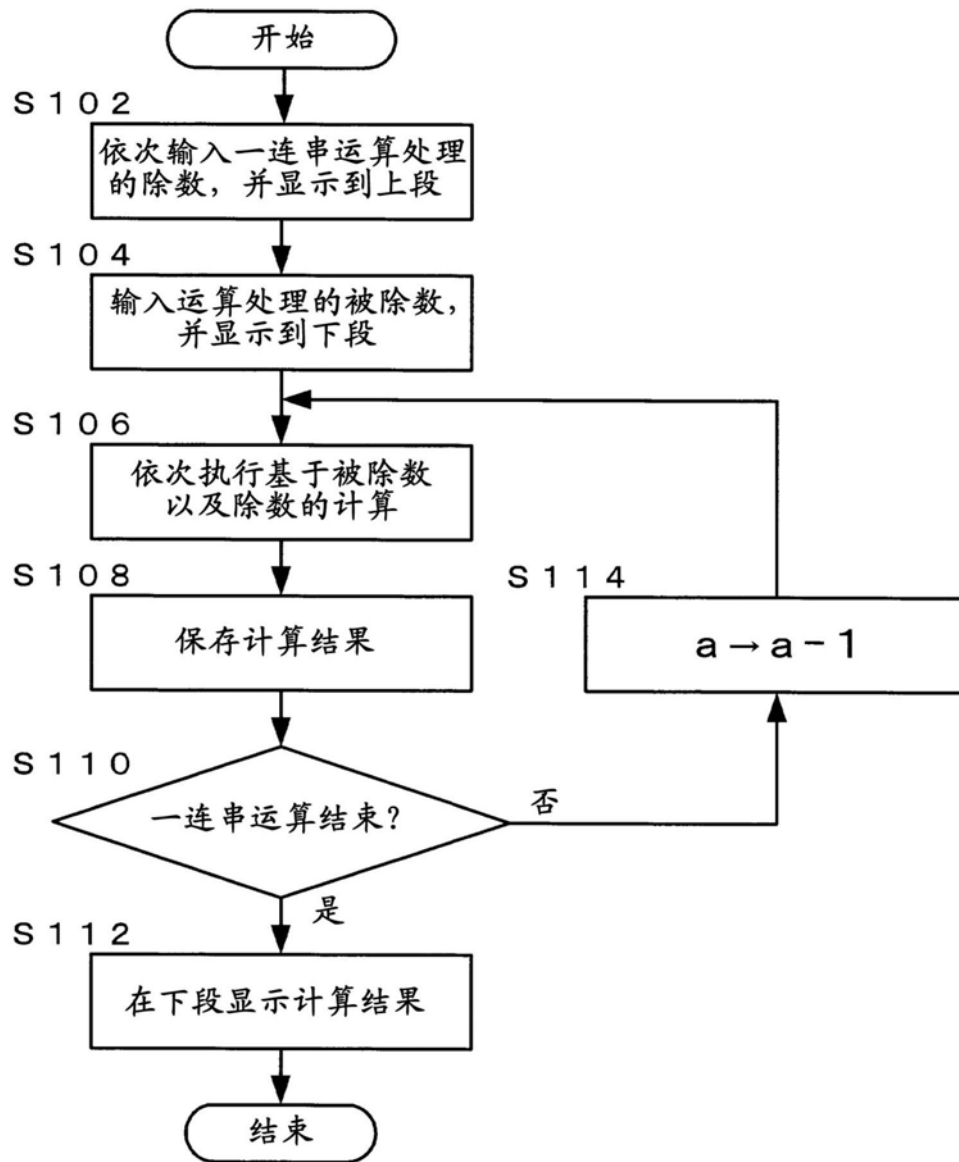 开始
S102
依次输入一连串运算处理
的除数，并显示到上段
S104
输入运算处理的被除数，
并显示到下段
S106
依次执行基于被除数
以及除数的计算
S108
保存计算结果
S114
a→a-1
S110
一连串运算结束?
否
是
S112
在下段显示计算结果
结束